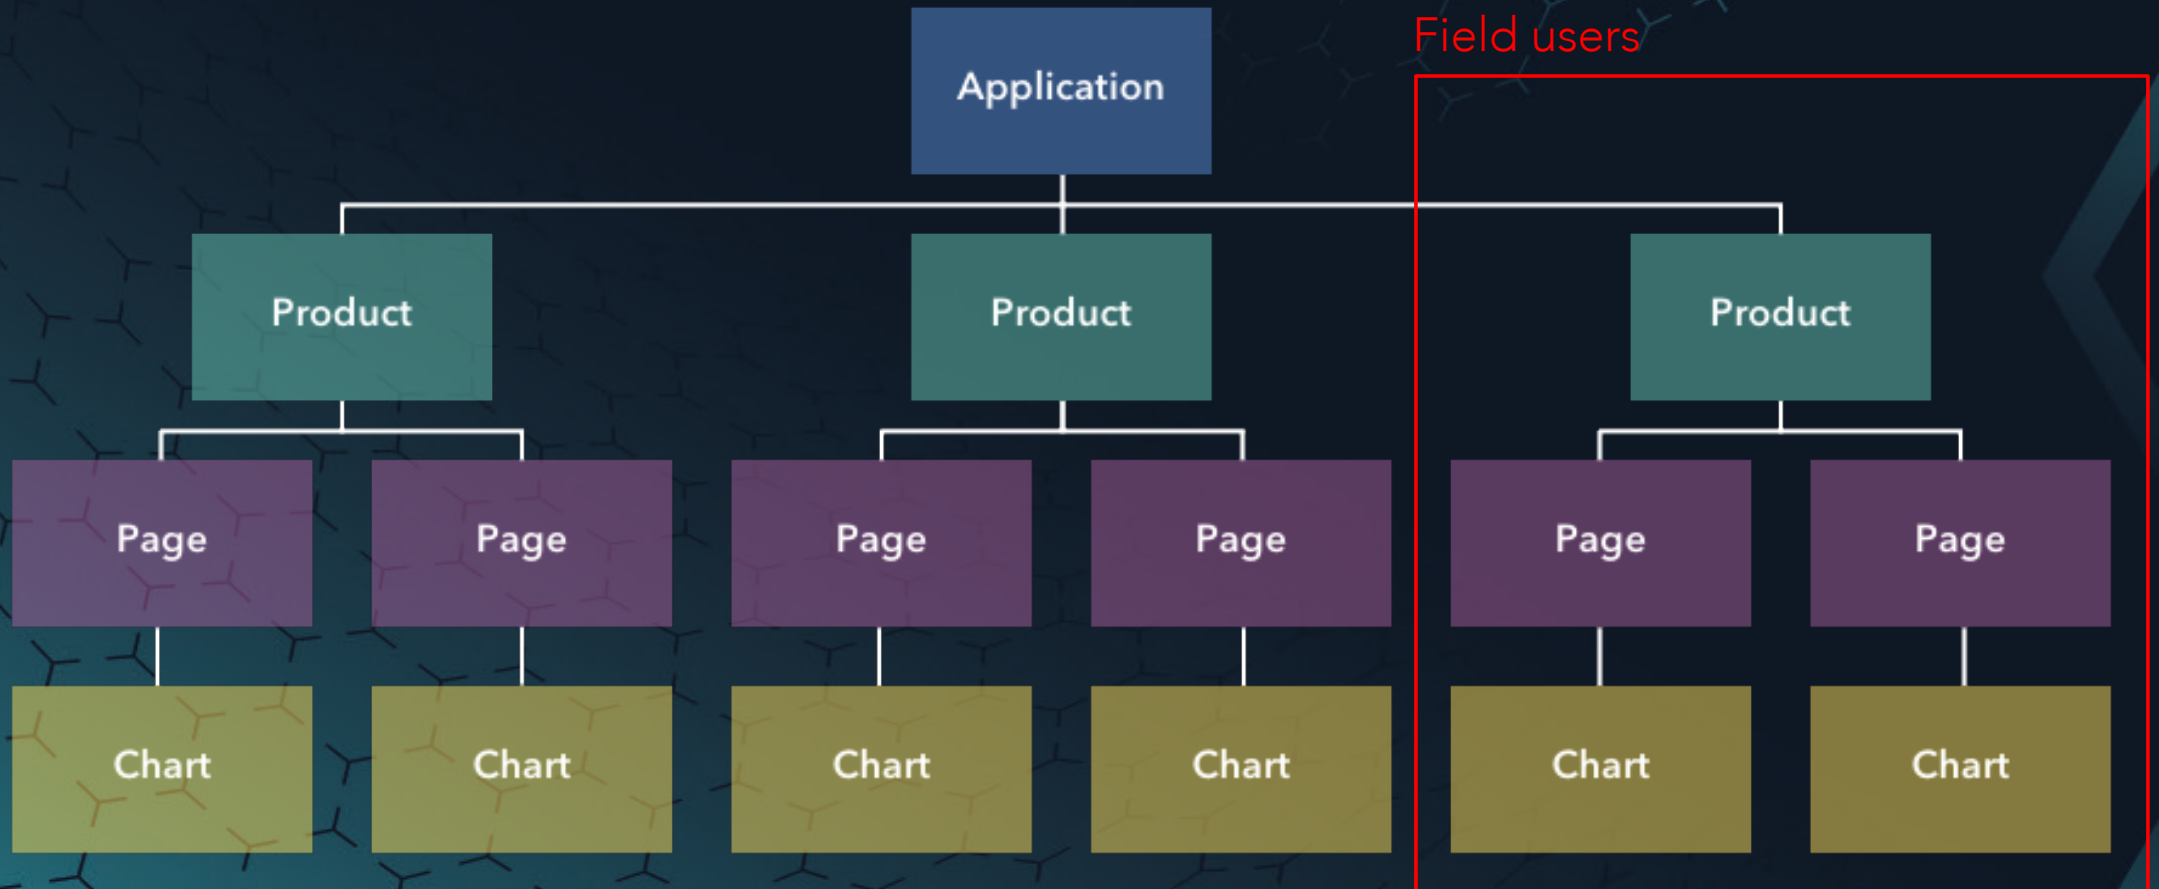 Field users
Application
Product
Product
Product
Page
Page
Page
Page
Page
Page
Chart
Chart
Chart
Chart
Chart
Chart